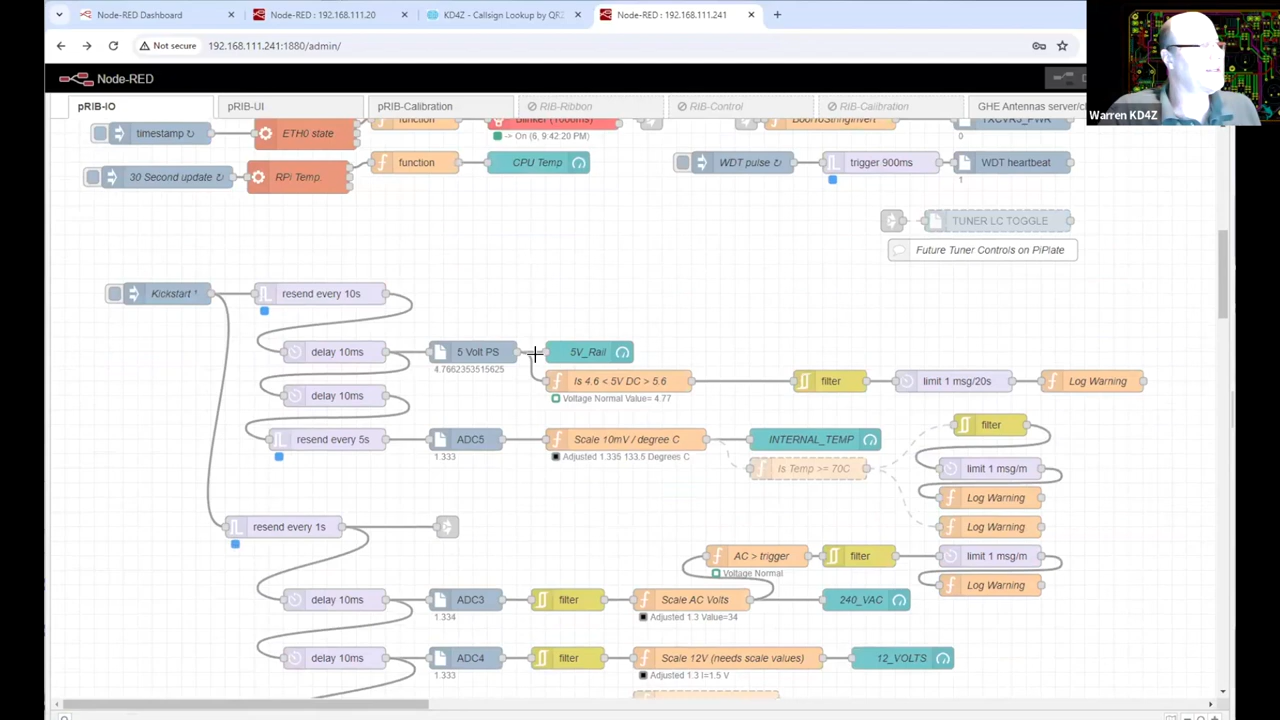 Node-RED Dashboard
Node-RED : 192.168.111.20
KD4Z - Callsign Lookup by QRZ
Node-RED : 192.168.111.241
Not secure
192.168.111.241:1880/admin/
Node-RED
Warren KD4Z
pRIB-IO
pRIB-UI
pRIB-Calibration
RIB-Ribbon
RIB-Control
RIB-Calibration
GHE Antennas server/cl
timestamp ↻
ETH0 state
function
Blinker (1000ms)
-> On (6, 9:42:20 PM)
BoolToStringInvert
TXCVR3_PWR
0
30 Second update ↻
RPi Temp.
function
CPU Temp
WDT pulse ↻
trigger 900ms
WDT heartbeat
1
TUNER LC TOGGLE
Future Tuner Controls on PiPlate
Kickstart ¹
resend every 10s
delay 10ms
5 Volt PS
4.7662353515625
5V_Rail
Is 4.6 < 5V DC > 5.6
Voltage Normal Value= 4.77
filter
limit 1 msg/20s
Log Warning
delay 10ms
resend every 5s
ADC5
1.333
Scale 10mV / degree C
Adjusted 1.335 133.5 Degrees C
INTERNAL_TEMP
filter
Is Temp >= 70C
limit 1 msg/m
Log Warning
Log Warning
resend every 1s
AC > trigger
Voltage Normal
filter
limit 1 msg/m
Log Warning
delay 10ms
ADC3
1.334
filter
Scale AC Volts
Adjusted 1.3 Value=34
240_VAC
delay 10ms
ADC4
1.333
filter
Scale 12V (needs scale values)
Adjusted 1.3 I=1.5 V
12_VOLTS